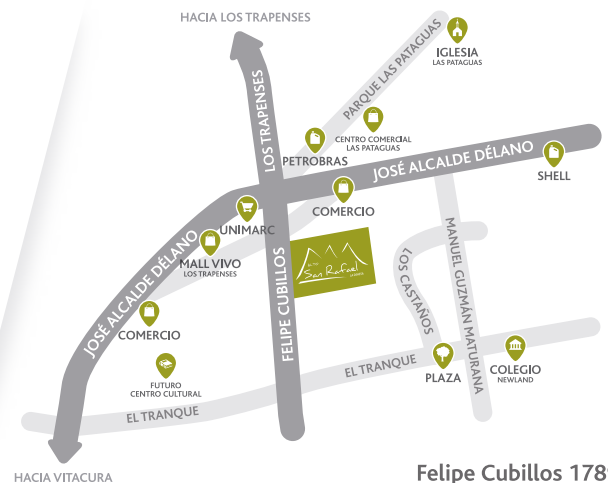 HACIA LOS TRAPENSES
IGLESIA
LAS PATAGUAS
PARQUE LAS PATAGUAS
LOS TRAPENSES
CENTRO COMERCIAL
LAS PATAGUAS
PETROBRAS
JOSÉ ALCALDE DÉLANO
SHELL
COMERCIO
UNIMARC
MALL VIVO
LOS TRAPENSES
San Rafael
MANUEL GUZMÁN MATURANA
LOS CASTAÑOS
FELIPE CUBILLOS
JOSÉ ALCALDE DÉLANO
COMERCIO
FUTURO
CENTRO CULTURAL
EL TRANQUE
PLAZA
COLEGIO
NEWLAND
EL TRANQUE
HACIA VITACURA
Felipe Cubillos 178